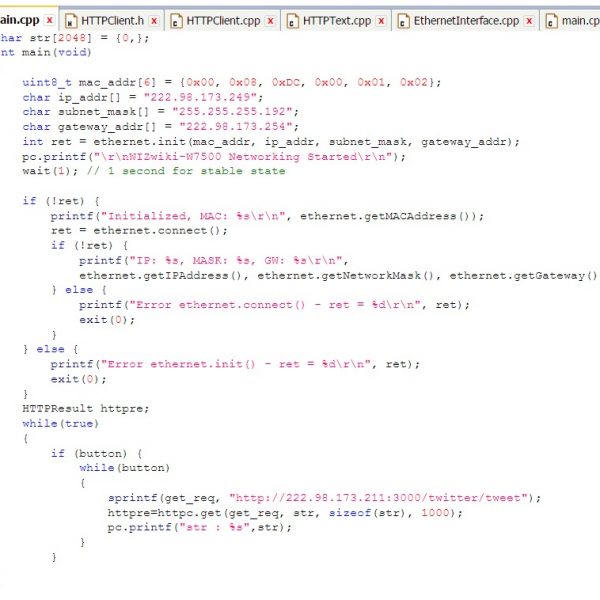 ain.cpp x HTTPClient.h x HTTPClient.cpp x HTTPText.cpp x EthernetInterface.cpp x main.cp
har str[2048] = {0,};
nt main(void)
uint8_t mac_addr[6] = {0x00, 0x08, 0xDC, 0x00, 0x01, 0x02};
char ip_addr[] = "222.98.173.249";
char subnet_mask[] = "255.255.255.192";
char gateway_addr[] = "222.98.173.254";
int ret = ethernet.init(mac_addr, ip_addr, subnet_mask, gateway_addr);
pc.printf("\r\nWIZwiki-W7500 Networking Started\r\n");
wait(1); // 1 second for stable state
if (!ret) {
printf("Initialized, MAC: %s\r\n", ethernet.getMACAddress());
ret = ethernet.connect();
if (!ret) {
printf("IP: %s, MASK: %s, GW: %s\r\n",
ethernet.getIPAddress(), ethernet.getNetworkMask(), ethernet.getGateway()
} else {
printf("Error ethernet.connect() - ret = %d\r\n", ret);
exit(0);
}
} else {
printf("Error ethernet.init() - ret = %d\r\n", ret);
exit(0);
}
HTTPResult httpre;
while(true)
{
if (button) {
while(button)
{
sprintf(get_req, "http://222.98.173.211:3000/twitter/tweet");
httpre=httpc.get(get_req, str, sizeof(str), 1000);
pc.printf("str : %s",str);
}
}